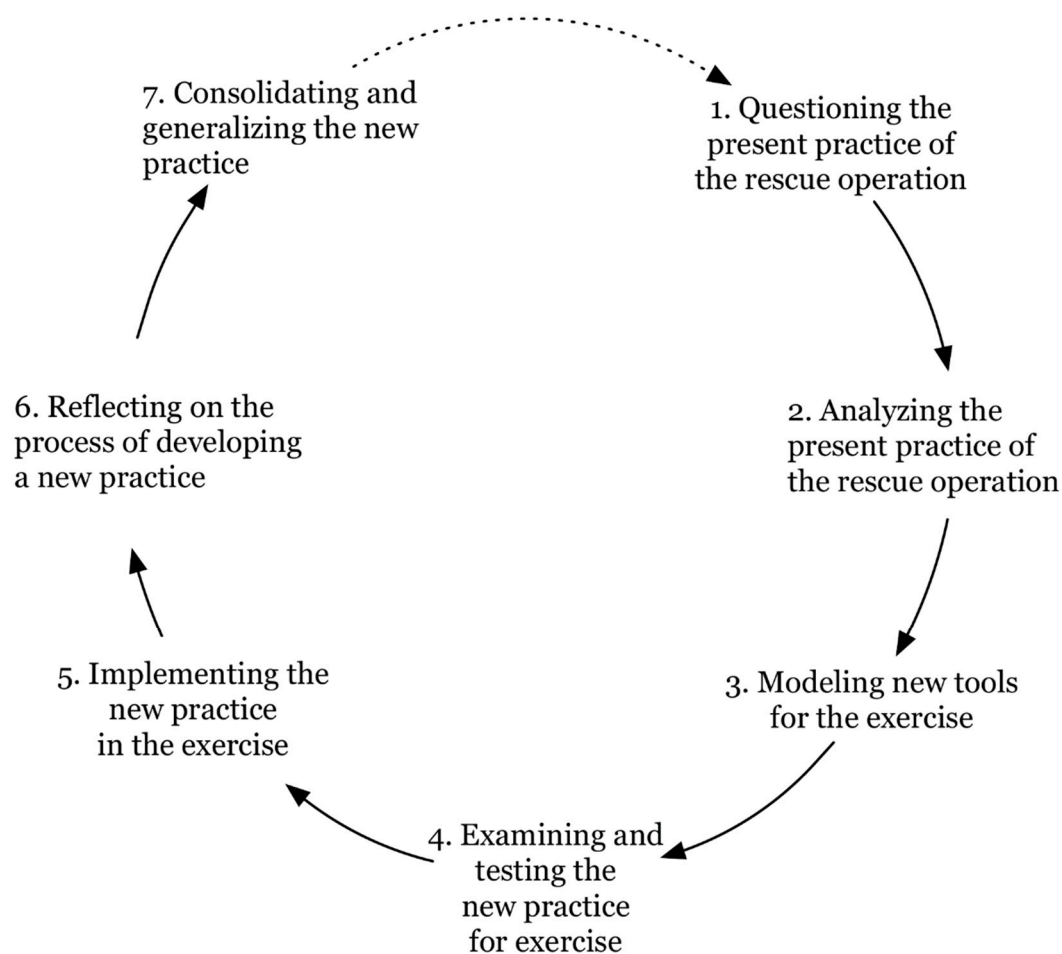 1. Questioning the
present practice of
the rescue operation
2. Analyzing the
present practice of
the rescue operation
3. Modeling new tools
for the exercise
4. Examining and
testing the
new practice
for exercise
5. Implementing the
new practice
in the exercise
6. Reflecting on the
process of developing
a new practice
7. Consolidating and
generalizing the new
practice